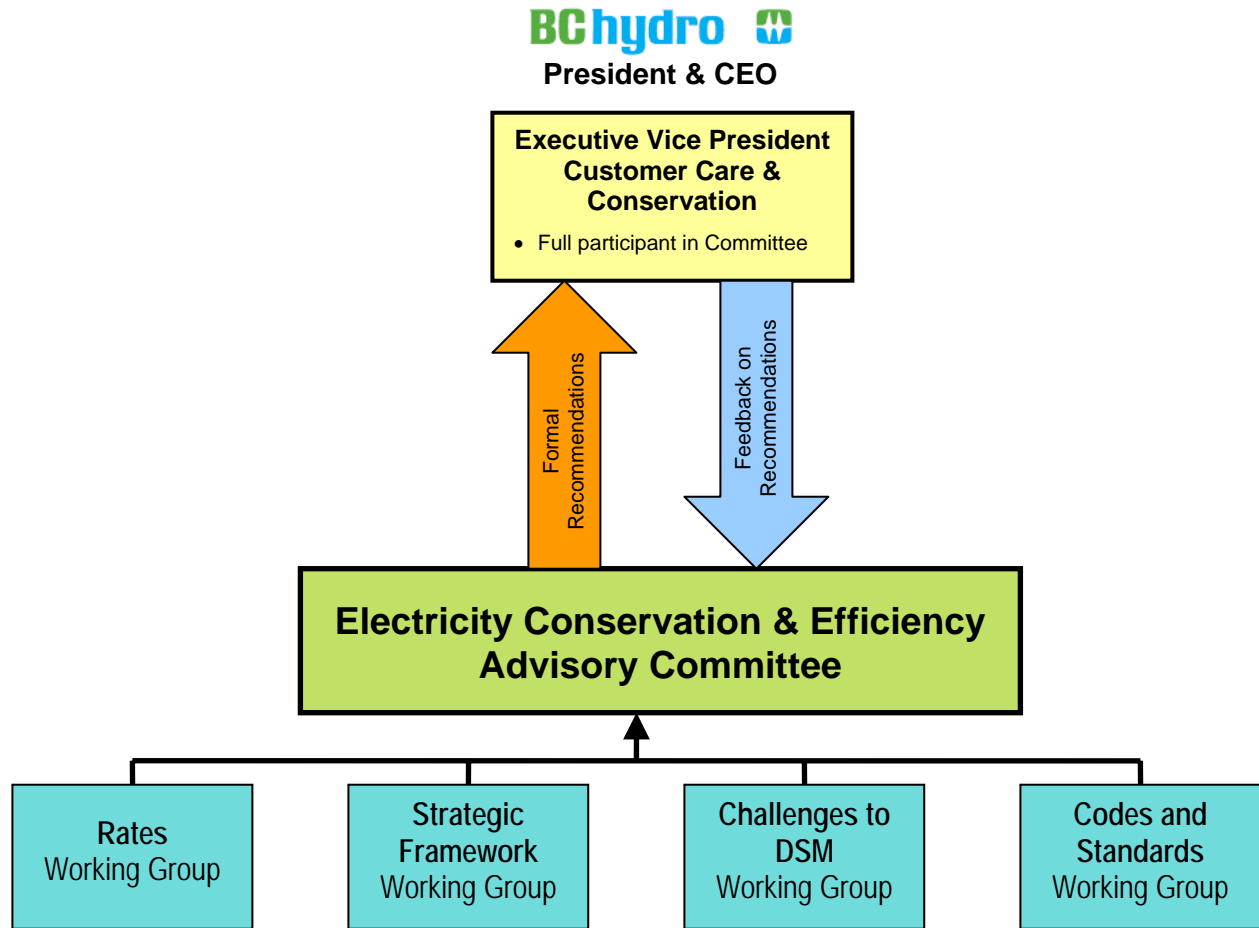 BChydro
President & CEO
Executive Vice President
Customer Care &
Conservation
• Full participant in Committee
Formal
Recommendations
Feedback on
Recommendations
Electricity Conservation & Efficiency
Advisory Committee
Rates
Working Group
Strategic
Framework
Working Group
Challenges to
DSM
Working Group
Codes and
Standards
Working Group